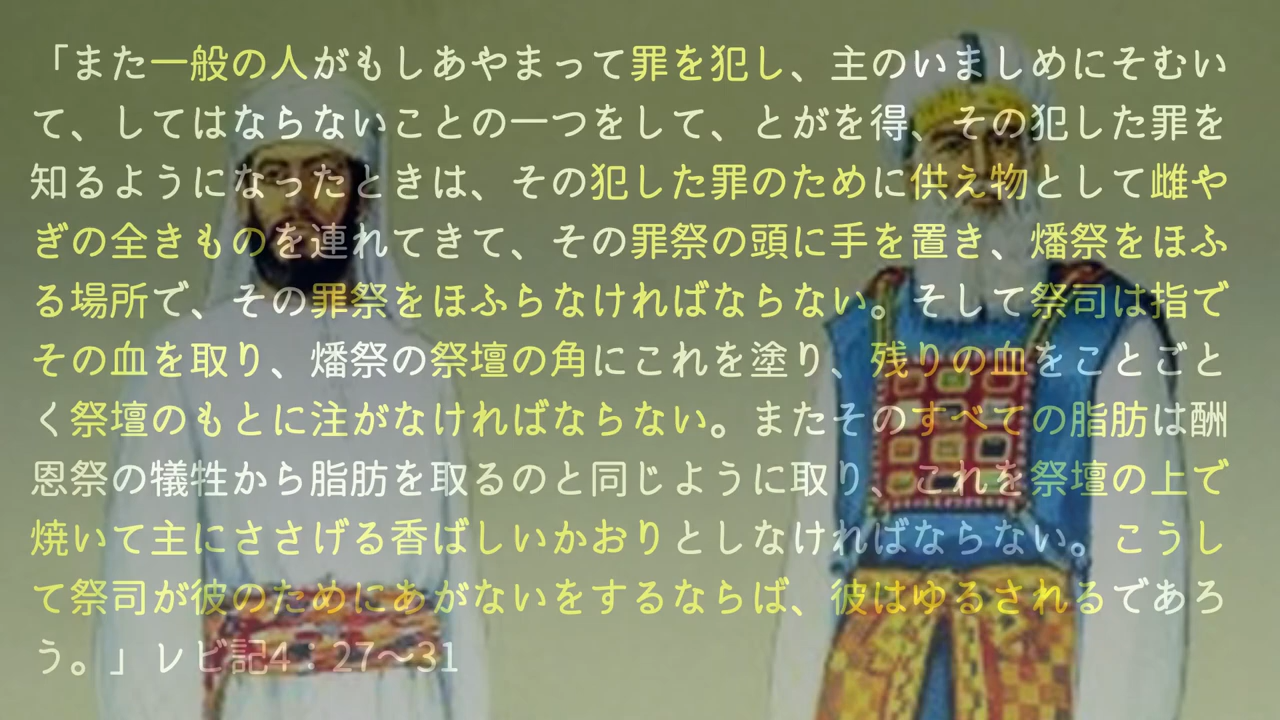 「また一般の人がもしあやまって罪を犯し、主のいましめにそむい
て、してはならないことの一つをして、とがを得、その犯した罪を
知るようになったときは、その犯した罪のために供え物として雌や
ぎの全きものを連れてきて、その罪祭の頭に手を置き、燔祭をほふ
る場所で、その罪祭をほふらなければならない。そして祭司は指で
その血を取り、燔祭の祭壇の角にこれを塗り、残りの血をことごと
く祭壇のもとに注がなければならない。またそのすべての脂肪は酬
恩祭の犠牲から脂肪を取るのと同じように取り、これを祭壇の上で
焼いて主にささげる香ばしいかおりとしなければならない。こうし
て祭司が彼のためにあがないをするならば、彼はゆるされるであろ
う。」レビ記4：27〜31